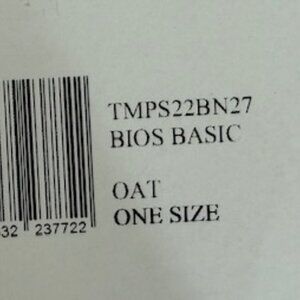 TMPS22BN27
BIOS BASIC
OAT
ONE SIZE
32 237722